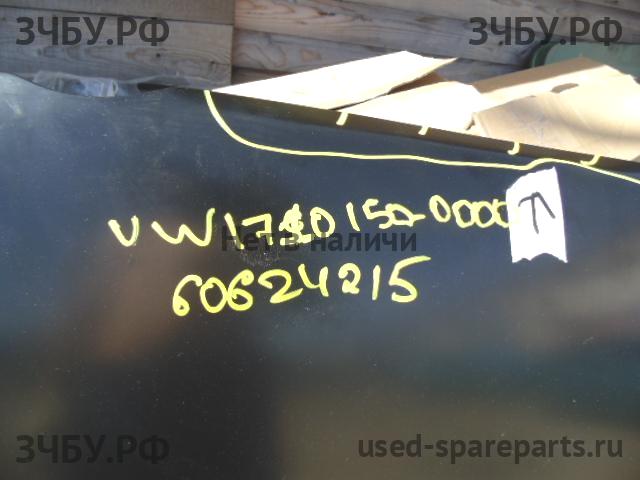 ЗЧБУ.РФ ЗЧБУ.РФ
60624215
Нет в наличии
ЗЧБУ.РФ used-spareparts.ru